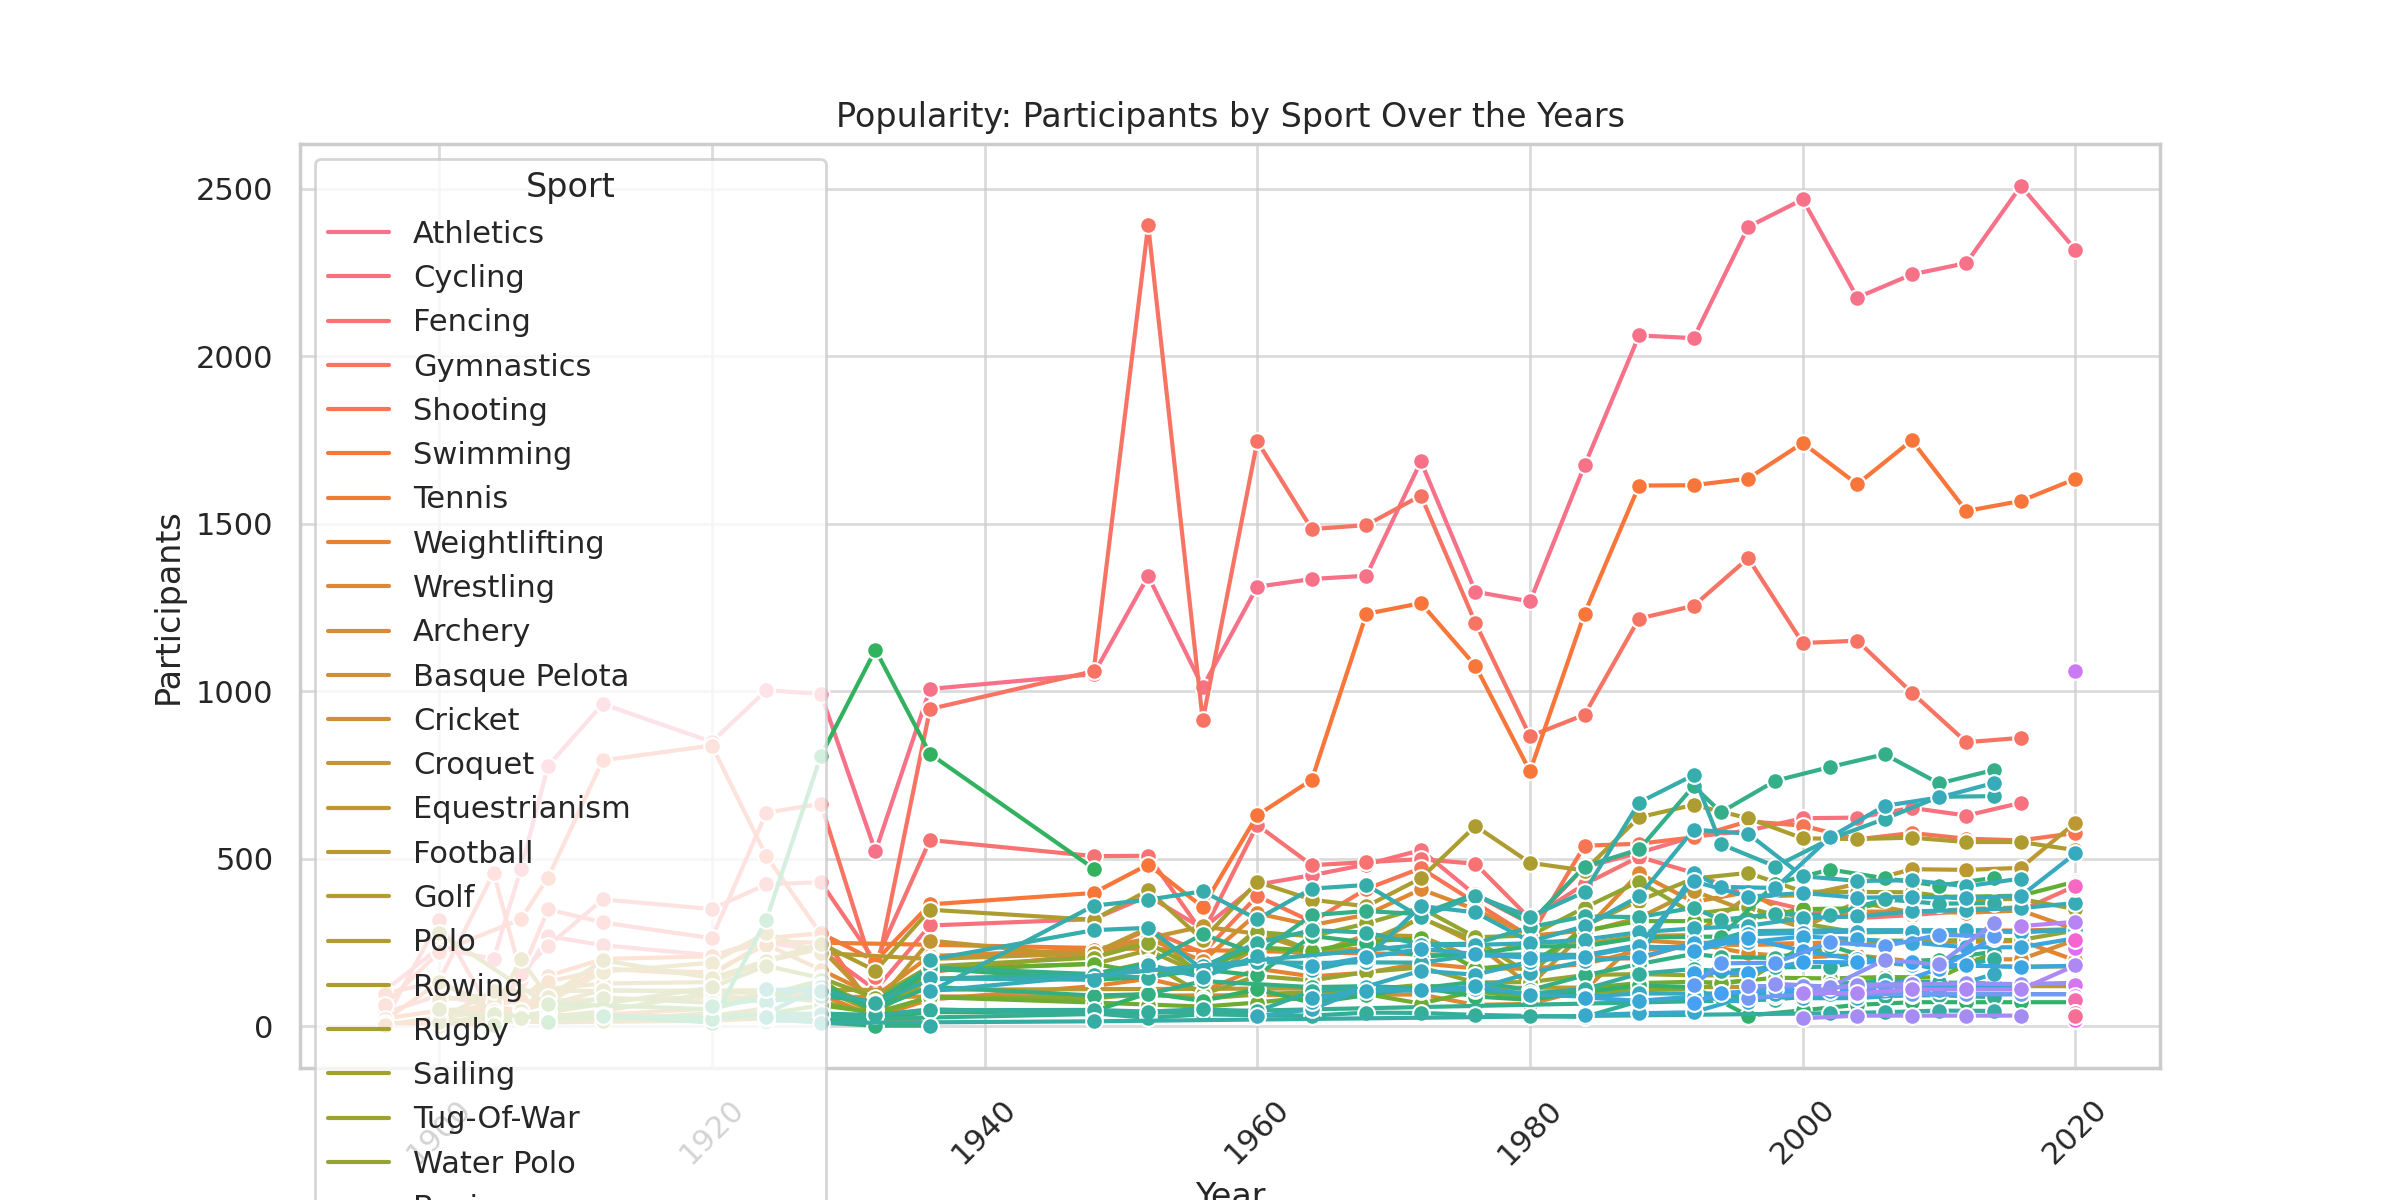 Popularity: Participants by Sport Over the Years
Participants
2500
2000
1500
1000
500
0
Sport
Athletics
Cycling
Fencing
Gymnastics
Shooting
Swimming
Tennis
Weightlifting
Wrestling
Archery
Basque Pelota
Cricket
Croquet
Equestrianism
Football
Golf
Polo
Rowing
Rugby
Sailing
Tug-Of-War
Water Polo
1900
1920
1940
1960
1980
2000
2020
Year